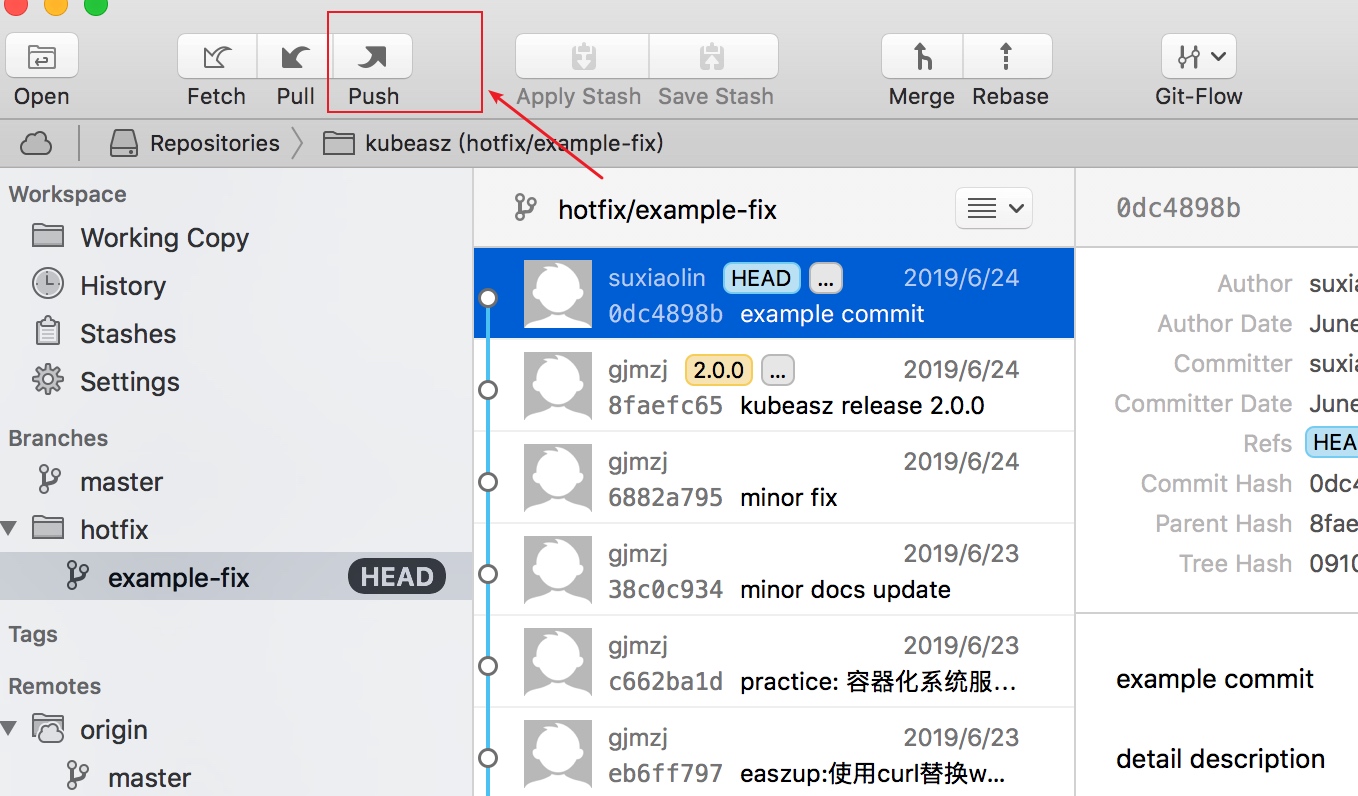 Open Fetch Pull Push Apply Stash Save Stash Merge Rebase Git-Flow
Repositories kubeasz (hotfix/example-fix)
Workspace
Working Copy
History
Stashes
Settings
Branches
master
hotfix
example-fix HEAD
Tags
Remotes
origin
master
hotfix/example-fix
suxiaolin HEAD ... 2019/6/24
0dc4898b example commit
gjmzj 2.0.0 ... 2019/6/24
8faefc65 kubeasz release 2.0.0
gjmzj 2019/6/24
6882a795 minor fix
gjmzj 2019/6/23
38c0c934 minor docs update
gjmzj 2019/6/23
c662ba1d practice: 容器化系统服...
gjmzj 2019/6/23
eb6ff797 easzup:使用curl替换w...
0dc4898b
Author suxia
Author Date June
Committer suxia
Committer Date June
Refs HEA
Commit Hash 0dc4
Parent Hash 8fae
Tree Hash 0910
example commit
detail description